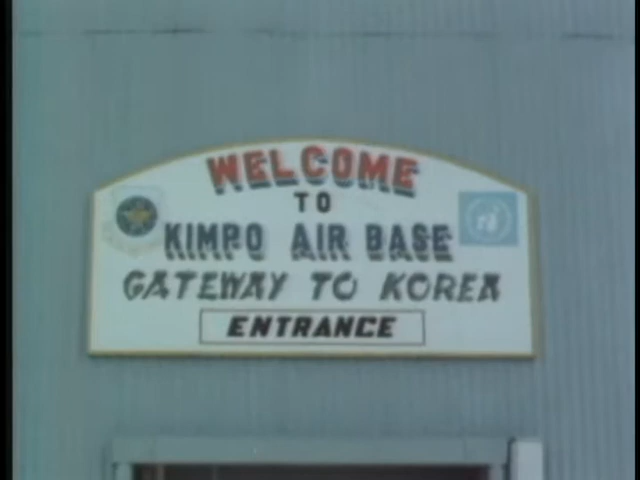 WELCOME
TO
KIMPO AIR BASE
GATEWAY TO KOREA
ENTRANCE